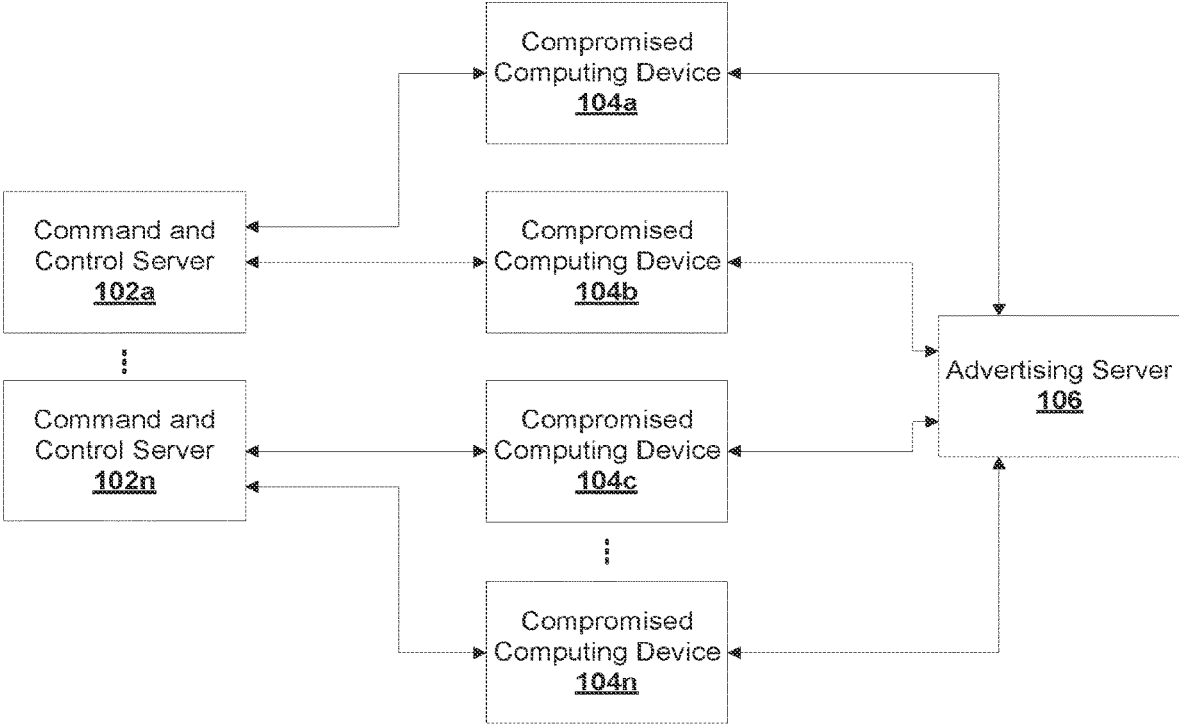 Compromised
Computing Device
104a
Command and
Control Server
102a
Compromised
Computing Device
104b
Advertising Server
106
Command and
Control Server
102n
Compromised
Computing Device
104c
Compromised
Computing Device
104n